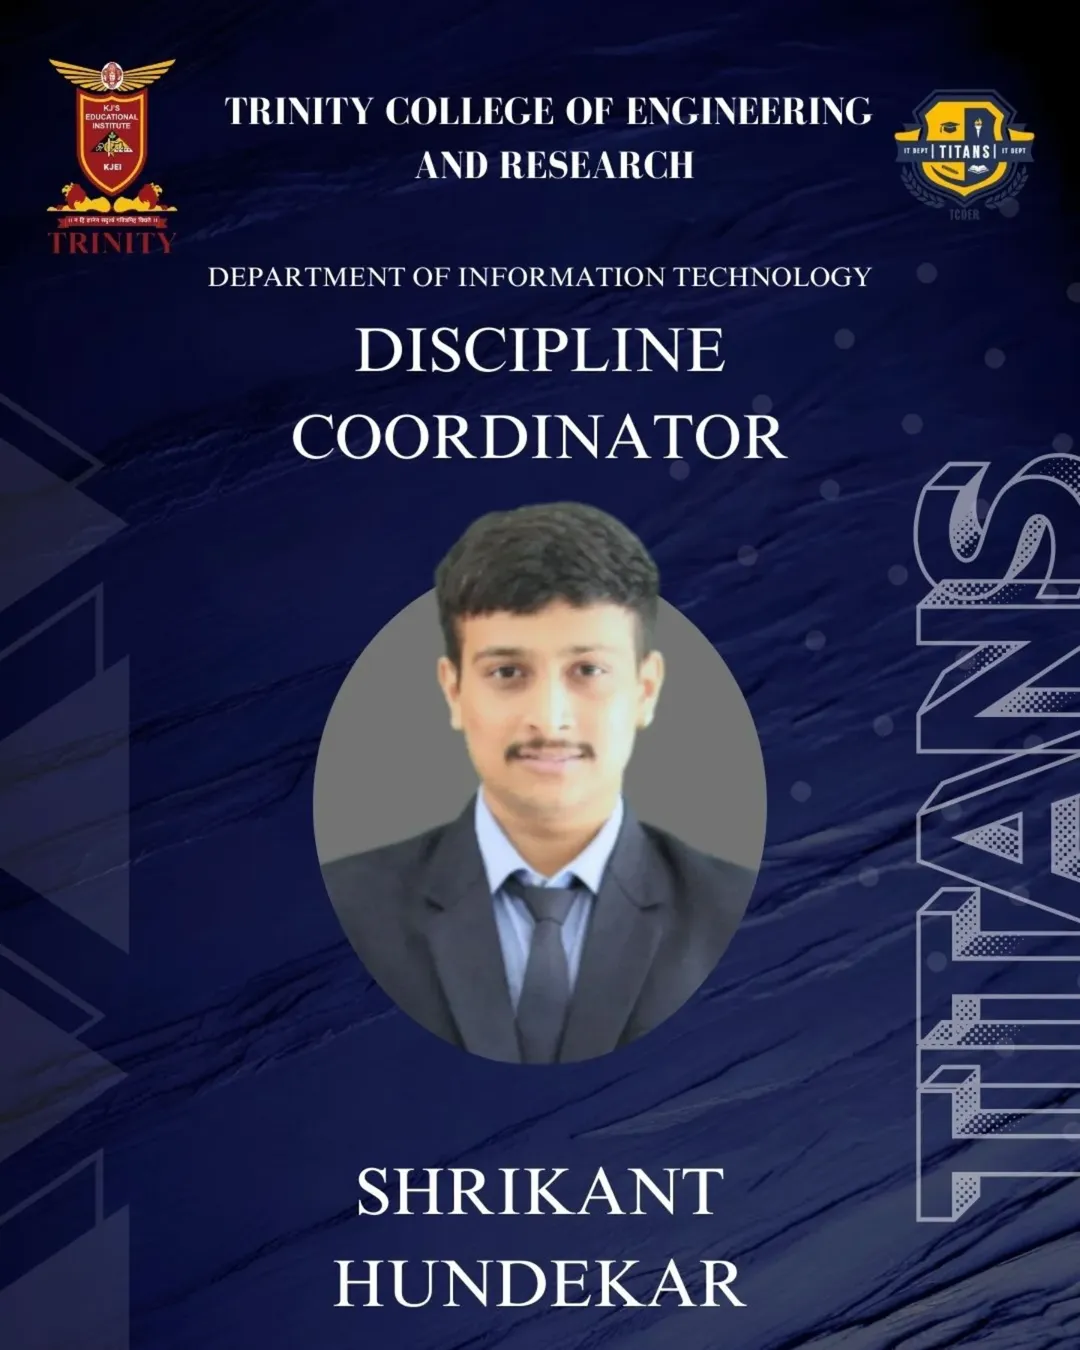 KJ'S
EDUCATIONAL
INSTITUTE
KJEI
TRINITY
TRINITY COLLEGE OF ENGINEERING
AND RESEARCH
IT DEPT | TITANS | IT DEPT
TCOER
DEPARTMENT OF INFORMATION TECHNOLOGY
DISCIPLINE
COORDINATOR
TITANS
SHRIKANT
HUNDEKAR